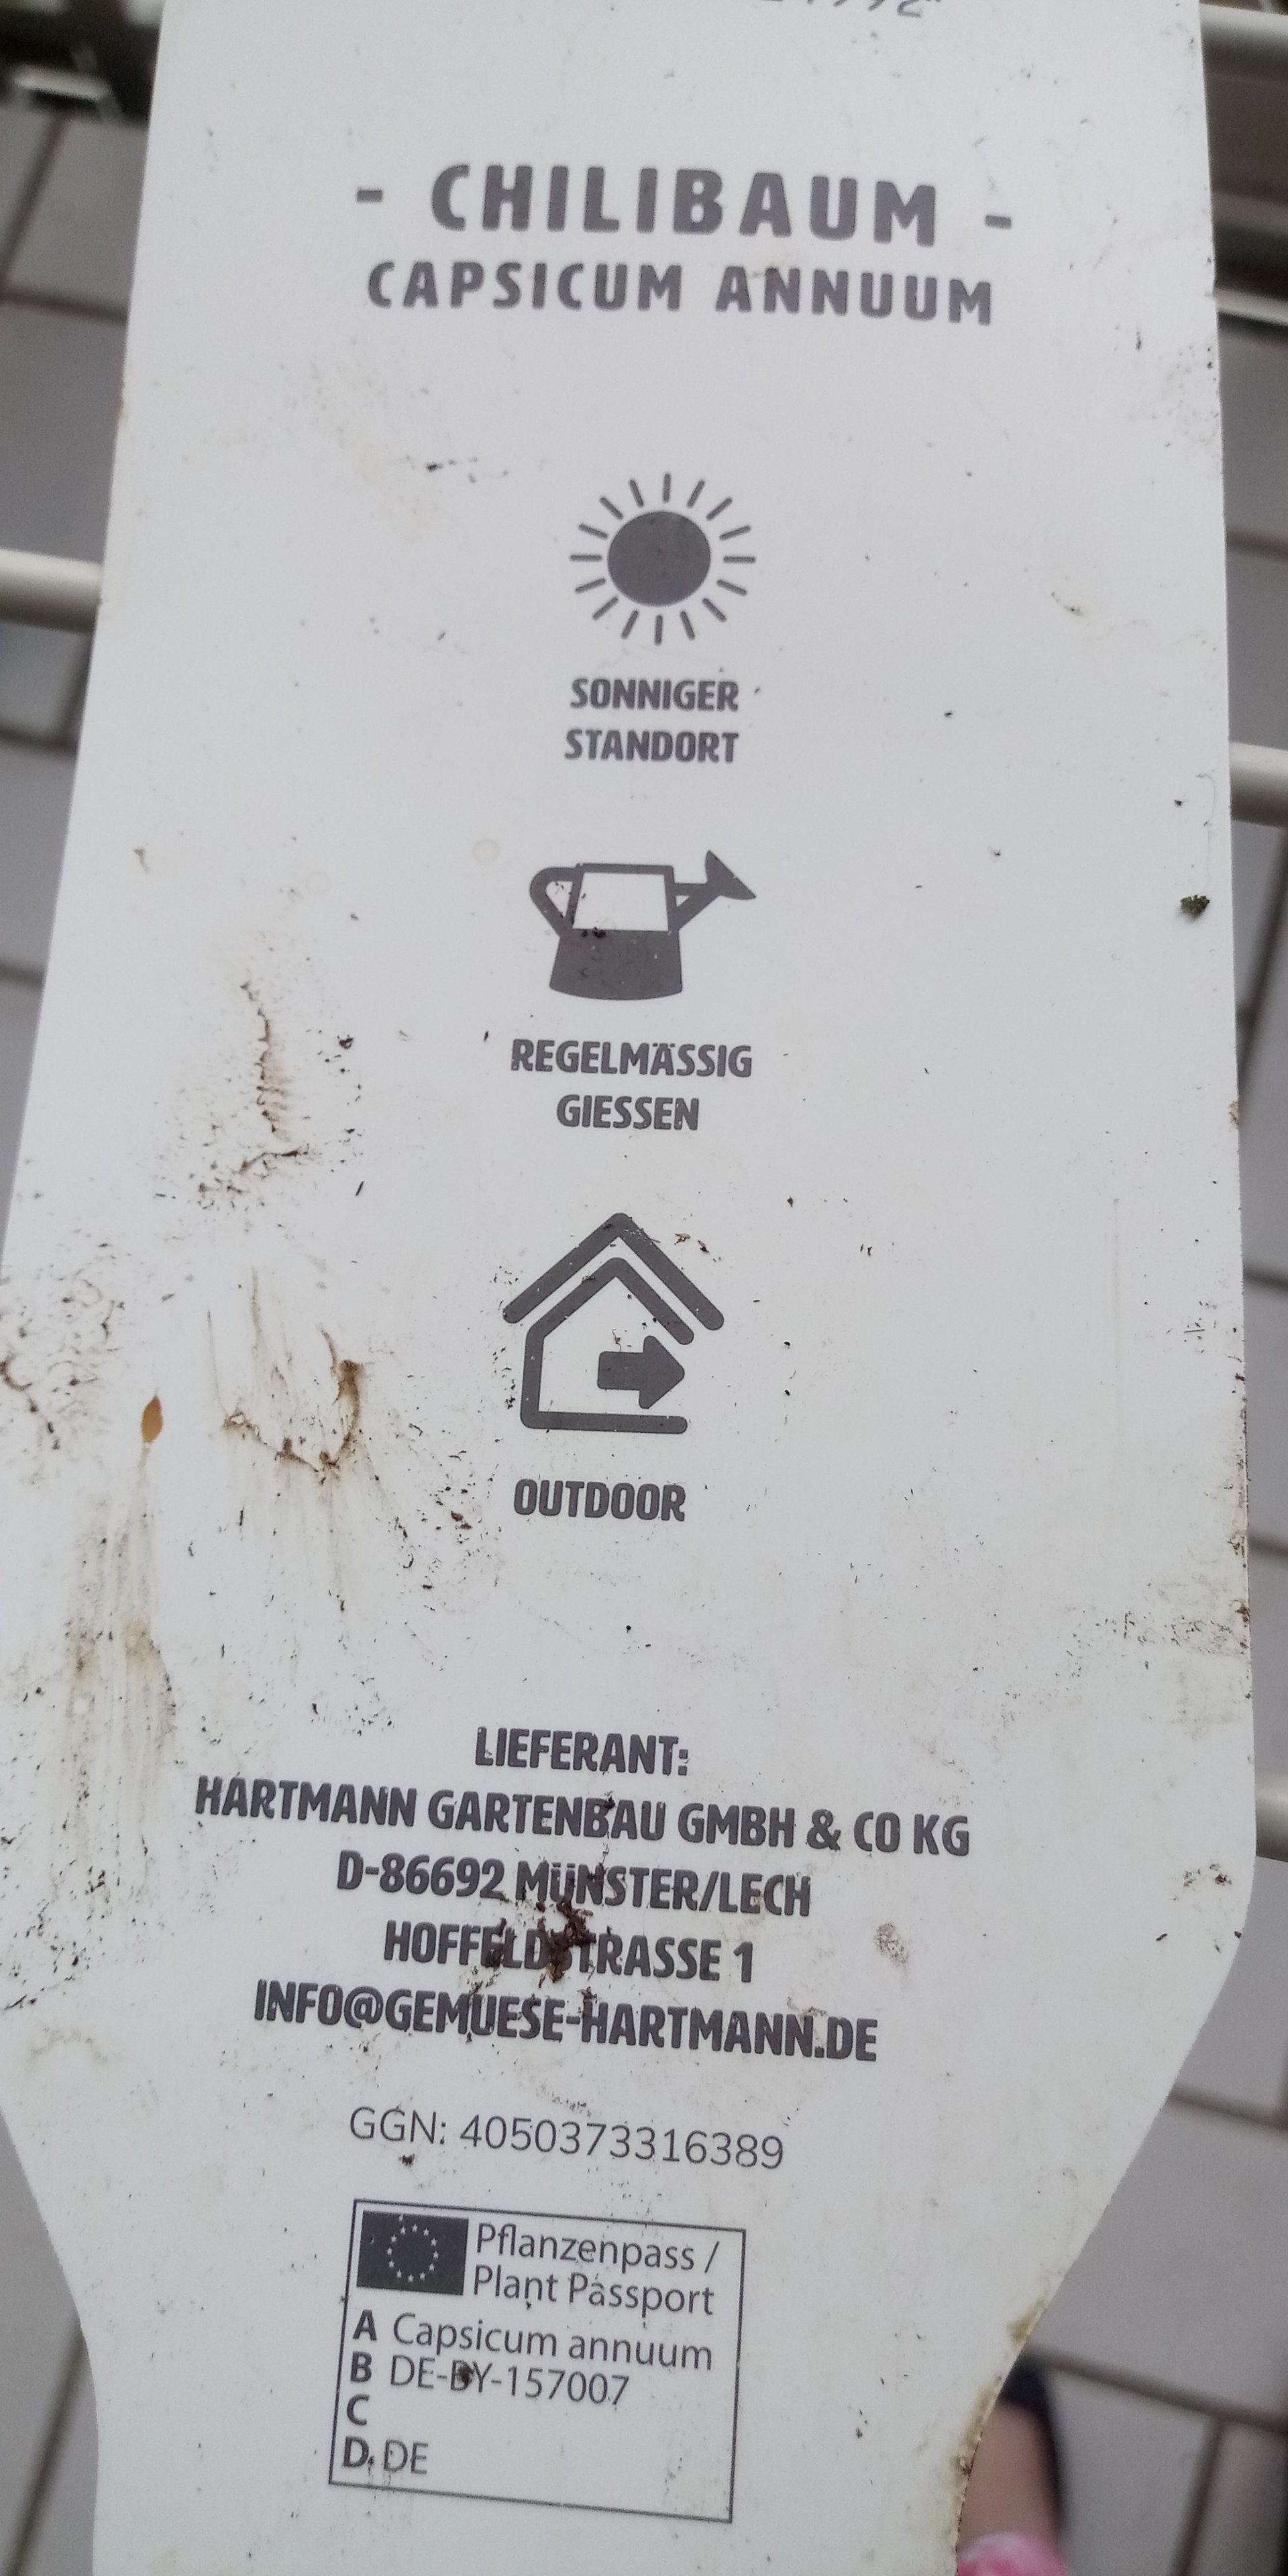 - CHILIBAUM -
CAPSICUM ANNUUM
SONNIGER
STANDORT
REGELMÄSSIG
GIESSEN
OUTDOOR
LIEFERANT:
HARTMANN GARTENBAU GMBH & CO KG
D-86692 MÜNSTER/LECH
HOFFELDSTRASSE 1
INFO@GEMUESE-HARTMANN.DE
GGN: 4050373316389
Pflanzenpass /
Plant Passport
A Capsicum annuum
B DE-BY-157007
C
D DE